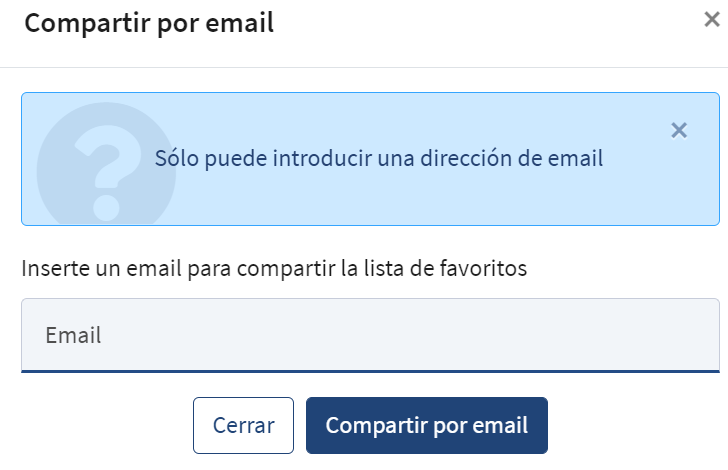 Compartir por email
Sólo puede introducir una dirección de email
Inserte un email para compartir la lista de favoritos
Email
Cerrar
Compartir por email